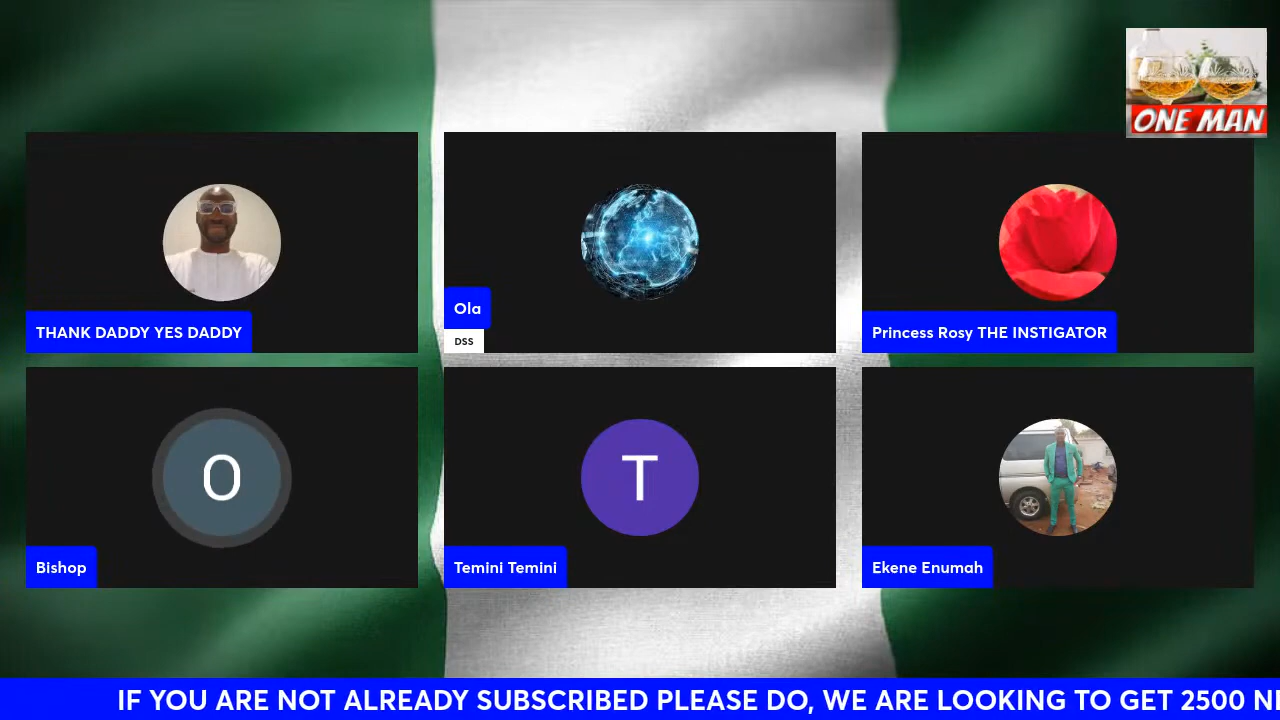 ONE MAN
THANK DADDY YES DADDY
Ola
DSS
Princess Rosy THE INSTIGATOR
O
Bishop
T
Temini Temini
Ekene Enumah
IF YOU ARE NOT ALREADY SUBSCRIBED PLEASE DO, WE ARE LOOKING TO GET 2500